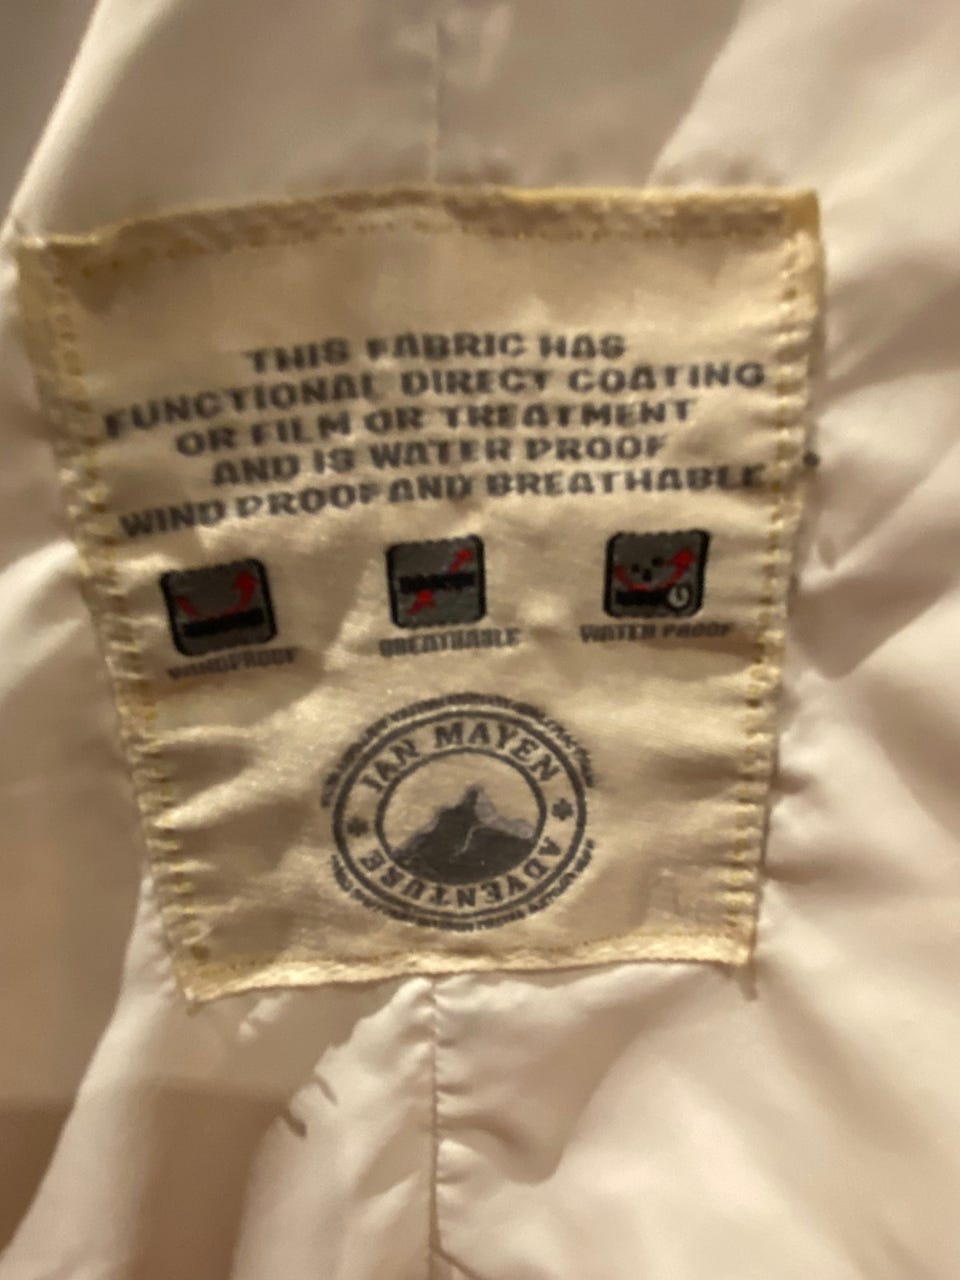 THIS FABRIC HAS
FUNCTIONAL DIRECT COATING
OR FILM OR TREATMENT
AND IS WATER PROOF
WIND PROOF AND BREATHABLE
WINDPROOF
BREATHABLE
WATER PROOF
JAN MAYEN
ADVENTURE